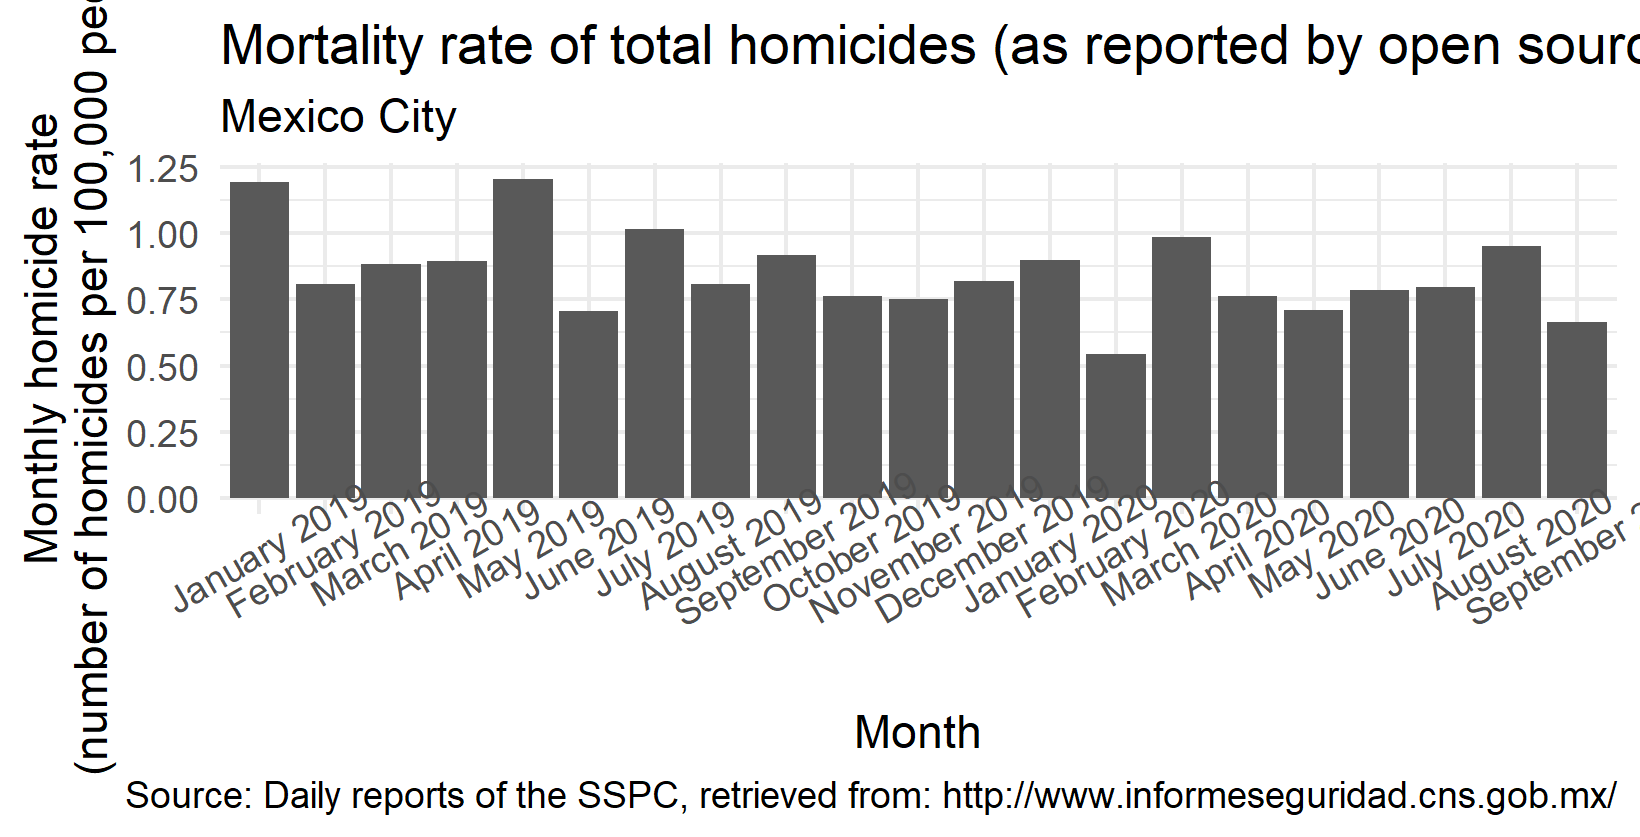 Mortality rate of total homicides (as reported by open sourc
Mexico City
Monthly homicide rate
(number of homicides per 100,000 pe
1.25
1.00
0.75
0.50
0.25
0.00
January 2019
February 2019
March 2019
April 2019
May 2019
June 2019
July 2019
August 2019
September 2019
October 2019
November 2019
December 2019
January 2020
February 2020
March 2020
April 2020
May 2020
June 2020
July 2020
August 2020
September 2
Month
Source: Daily reports of the SSPC, retrieved from: http://www.informeseguridad.cns.gob.mx/